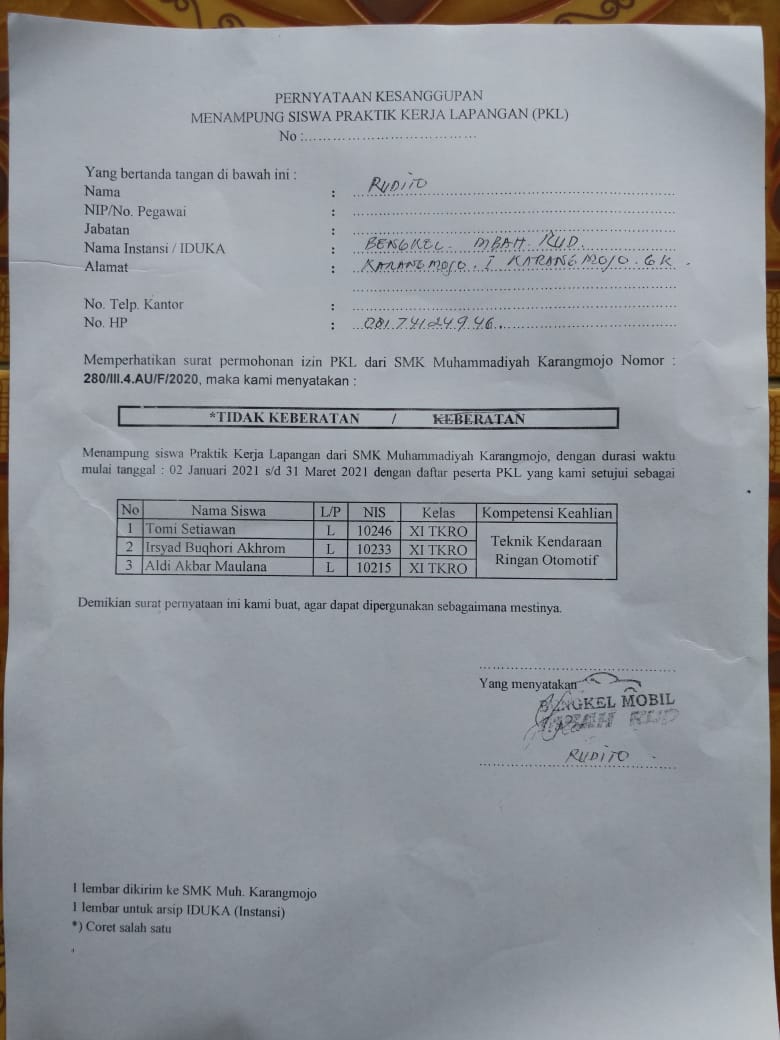 PERNYATAAN KESANGGUPAN
MENAMPUNG SISWA PRAKTIK KERJA LAPANGAN (PKL)
No :.......................................
Yang bertanda tangan di bawah ini :
Nama : RUDITO
NIP/No. Pegawai :
Jabatan :
Nama Instansi / IDUKA : BENGKEL MBAH RUD.
Alamat : KARANGMOJO. I KARANGMOJO. GK.
No. Telp. Kantor :
No. HP : 081741224946.
Memperhatikan surat permohonan izin PKL dari SMK Muhammadiyah Karangmojo Nomor :
280/III.4.AU/F/2020, maka kami menyatakan :
*TIDAK KEBERATAN / KEBERATAN
Menampung siswa Praktik Kerja Lapangan dari SMK Muhammadiyah Karangmojo, dengan durasi waktu
mulai tanggal : 02 Januari 2021 s/d 31 Maret 2021 dengan daftar peserta PKL yang kami setujui sebagai
No Nama Siswa L/P NIS Kelas Kompetensi Keahlian
1 Tomi Setiawan L 10246 XI TKRO Teknik Kendaraan
2 Irsyad Buqhori Akhrom L 10233 XI TKRO Ringan Otomotif
3 Aldi Akbar Maulana L 10215 XI TKRO
Demikian surat pernyataan ini kami buat, agar dapat dipergunakan sebagaimana mestinya.
Yang menyatakan
BENGKEL MOBIL
MBAH RUD
RUDITO
1 lembar dikirim ke SMK Muh. Karangmojo
1 lembar untuk arsip IDUKA (Instansi)
*) Coret salah satu